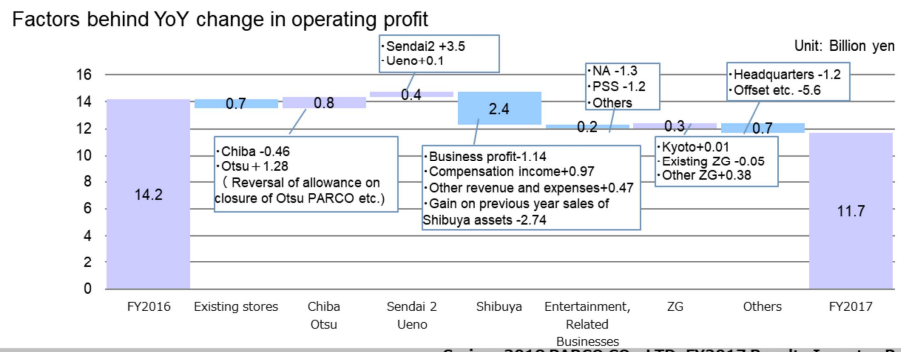 Factors behind YoY change in operating profit
Unit: Billion yen
・Sendai2 +3.5
・Ueno+0.1
・NA -1.3
・PSS -1.2
・Others
・Headquarters -1.2
・Offset etc. -5.6
16
14
12
10
8
6
4
2
0
14.2
0.7
0.8
0.4
2.4
0.2
0.3
0.7
11.7
・Chiba -0.46
・Otsu＋1.28
（ Reversal of allowance on
closure of Otsu PARCO etc.)
・Business profit-1.14
・Compensation income+0.97
・Other revenue and expenses+0.47
・Gain on previous year sales of
Shibuya assets -2.74
・Kyoto+0.01
・Existing ZG -0.05
・Other ZG+0.38
FY2016
Existing stores
Chiba
Otsu
Sendai 2
Ueno
Shibuya
Entertainment,
Related
Businesses
ZG
Others
FY2017
2018 PARCO CO., LTD. FY2017 Results